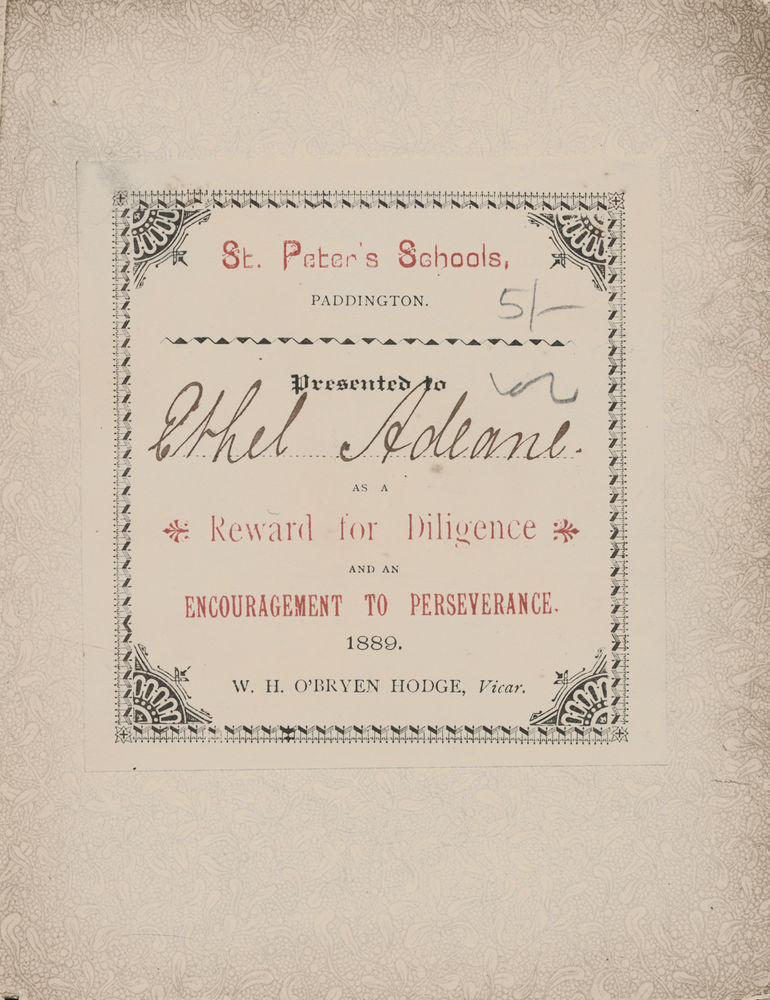 St. Peter's Schools,
PADDINGTON.
5/-
Presented to
Ethel Adeane.
AS A
Reward for Diligence
AND AN
ENCOURAGEMENT TO PERSEVERANCE.
1889.
W. H. O'BRYEN HODGE, Vicar.